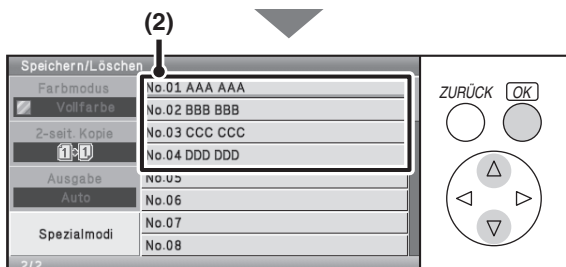 (2)
Speichern/Löschen
Farbmodus
Vollfarbe
2-seit. Kopie
1 1
Ausgabe
Auto
Spezialmodi
2/2
No.01 AAA AAA
No.02 BBB BBB
No.03 CCC CCC
No.04 DDD DDD
No.05
No.06
No.07
No.08
ZURÜCK OK